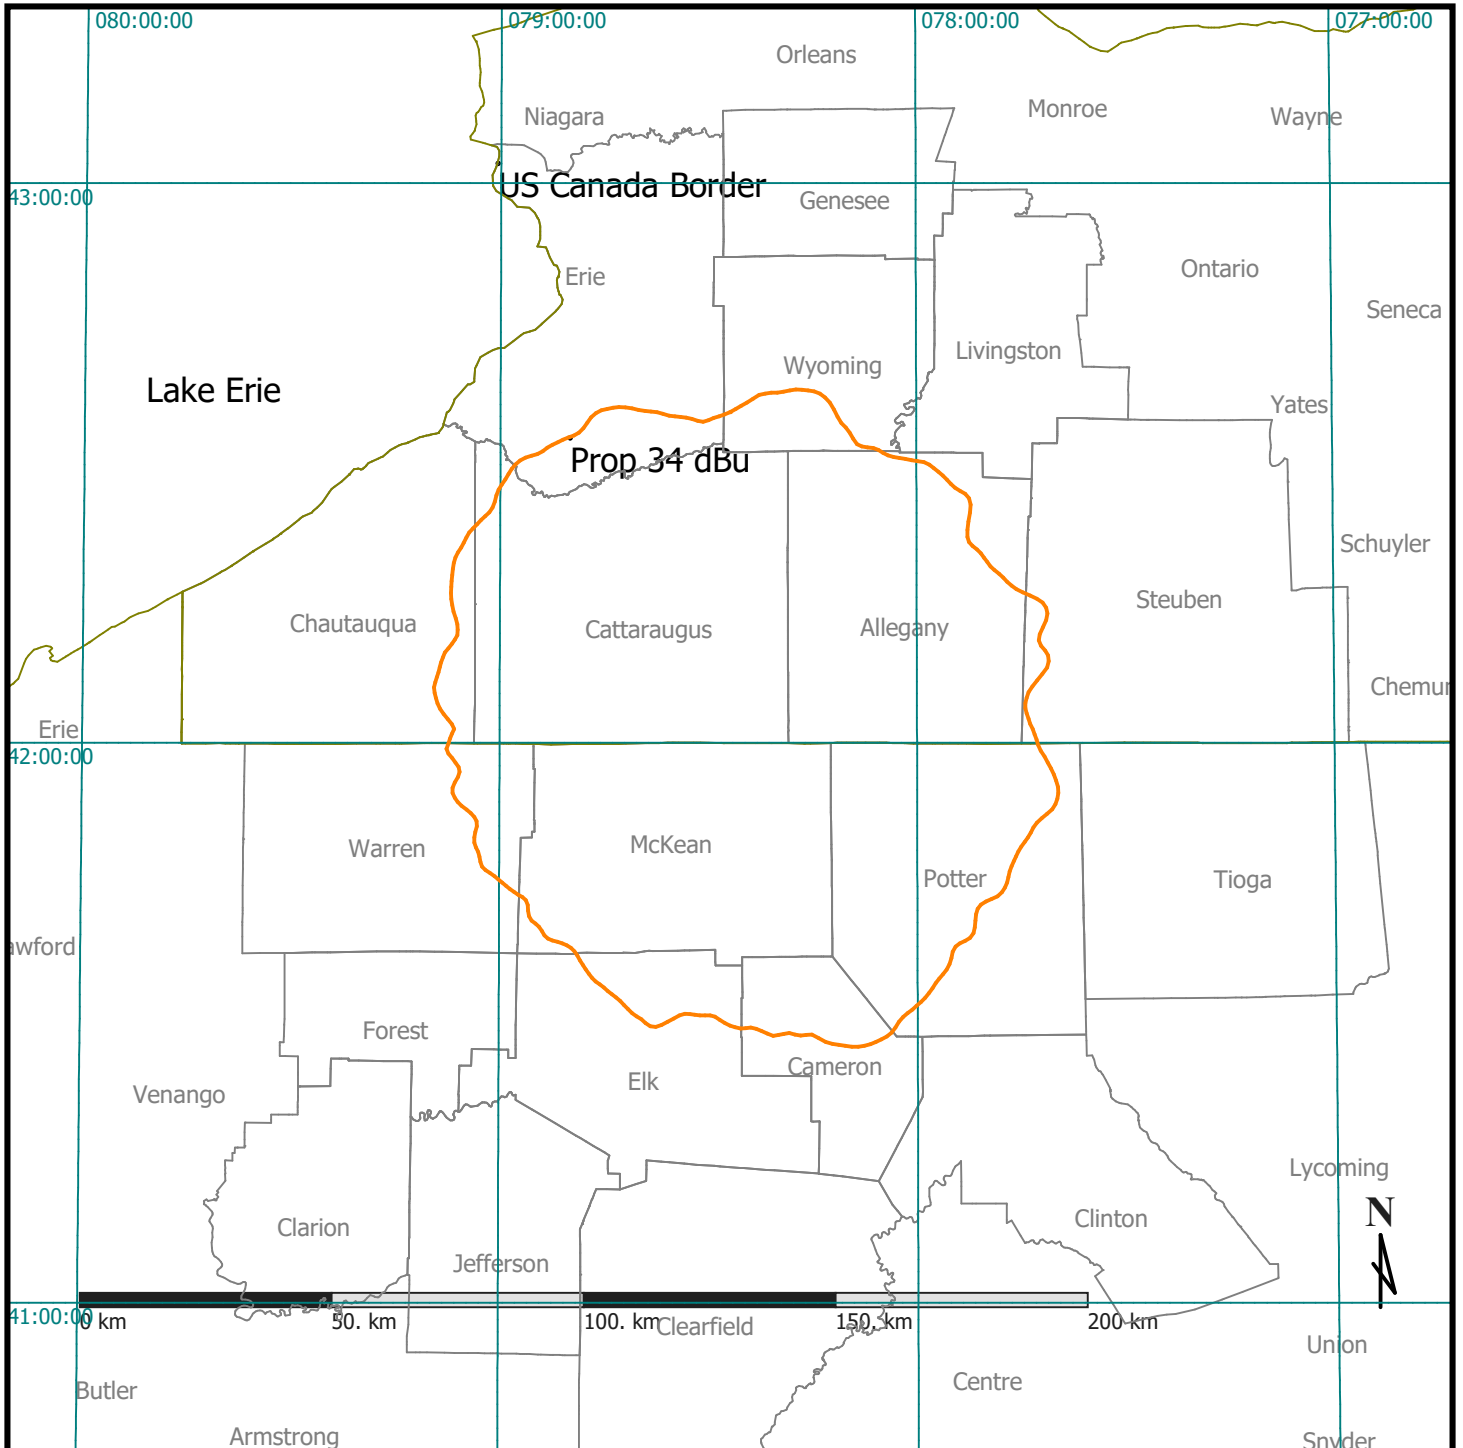 080:00:00 079:00:00 078:00:00 077:00:00
Orleans
Niagara Monroe Wayne
43:00:00 US Canada Border
Genesee
Erie Ontario
Seneca
Livingston
Wyoming
Lake Erie
Yates
Prop 34 dBu
Schuyler
Steuben
Chautauqua Cattaraugus Allegany
Chemur
Erie
42:00:00
Warren McKean
Potter Tioga
awford
Forest
Cameron
Elk
Venango
Lycoming
N
Clarion Clinton
Jefferson
41:00:00
0 km 50. km 100. km 150. km 200 km
Clearfield
Union
Butler Centre
Armstrong Snyder